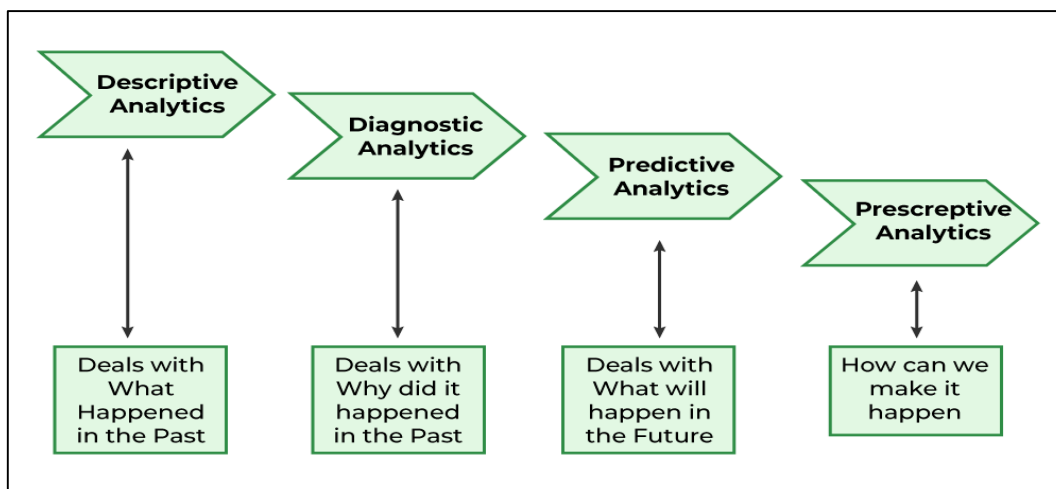 Descriptive
Analytics
Diagnostic
Analytics
Predictive
Analytics
Prescreptive
Analytics
Deals with
What
Happened
in the Past
Deals with
Why did it
happened
in the Past
Deals with
What will
happen in
the Future
How can we
make it
happen